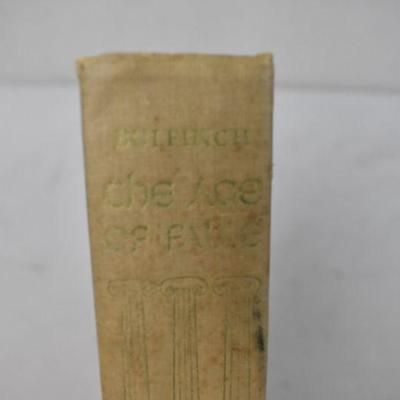 BULFINCH
The Age
of Fable